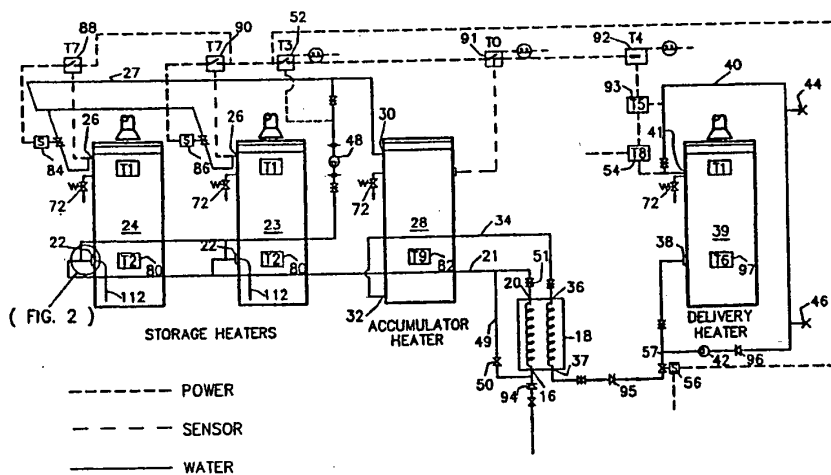 88 T7 90 T7 52 T3 91 TO 92 T4
27 93 T5 40 44
26 S 26 S 30 48 T8 54 41
84 86
W 72 T1 W 72 T1 W 72 W 72 T1
24 23 28 34 39
22 T2 80 22 T2 80 T9 82 21 51 38 T6 97
112 112 32 20 36 46
( FIG. 2 ) STORAGE HEATERS ACCUMULATOR HEATER 49 18 DELIVERY HEATER
57 42 96
50 37
94 16 95 S 56
POWER
SENSOR
WATER